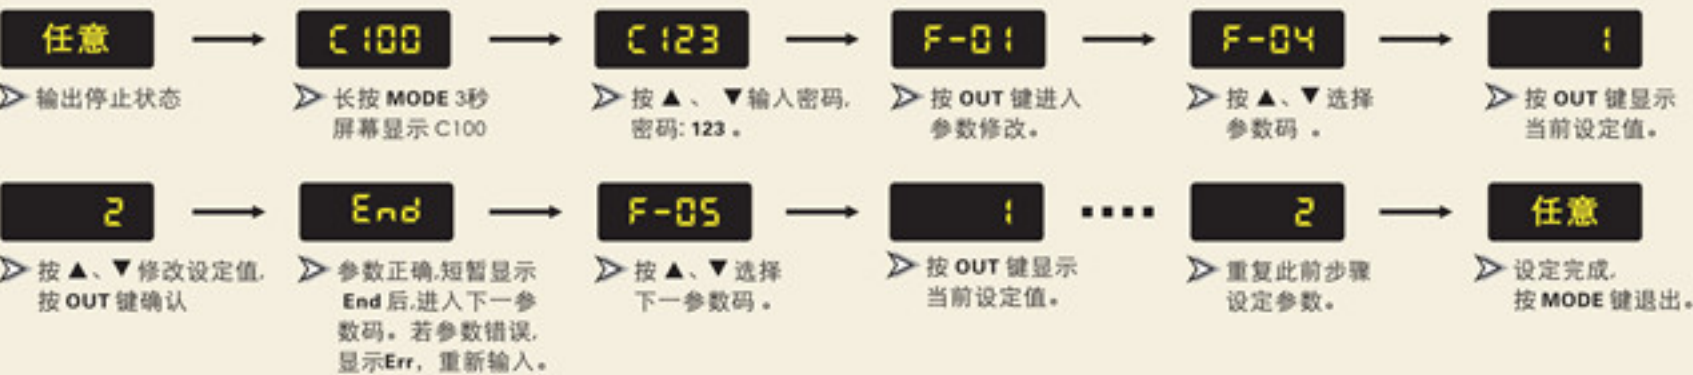 任意
C100
C123
F-01
F-04
1
输出停止状态
长按 MODE 3秒
屏幕显示 C100
按 ▲、▼输入密码,
密码: 123。
按 OUT 键进入
参数修改。
按 ▲、▼ 选择
参数码 。
按 OUT 键显示
当前设定值。
2
End
F-05
1
2
任意
按 ▲、▼ 修改设定值,
按 OUT 键确认
参数正确,短暂显示
End 后,进入下一参
数码。若参数错误,
显示Err，重新输入。
按 ▲、▼ 选择
下一参数码 。
按 OUT 键显示
当前设定值。
重复此前步骤
设定参数。
设定完成,
按 MODE 键退出。